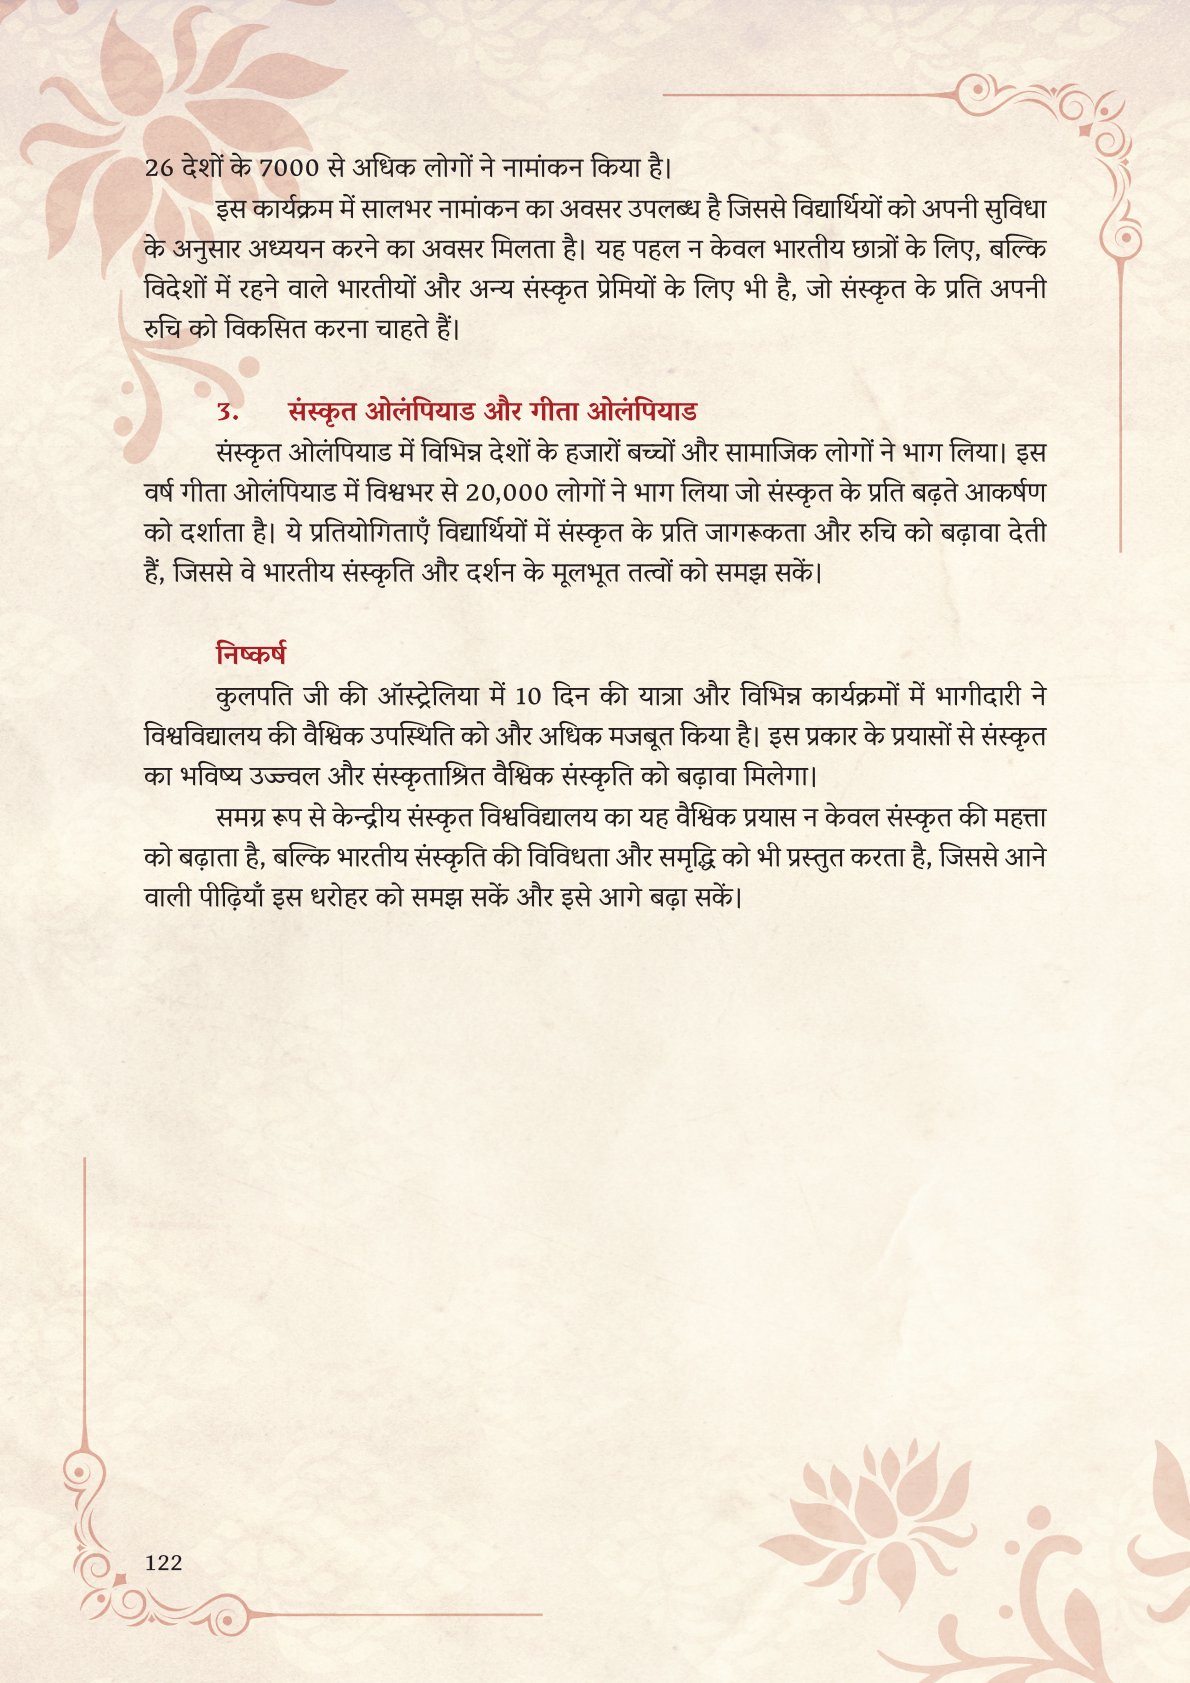 26 देशों के 7000 से अधिक लोगों ने नामांकन किया है।
इस कार्यक्रम में सालभर नामांकन का अवसर उपलब्ध है जिससे विद्यार्थियों को अपनी सुविधा
के अनुसार अध्ययन करने का अवसर मिलता है। यह पहल न केवल भारतीय छात्रों के लिए, बल्कि
विदेशों में रहने वाले भारतीयों और अन्य संस्कृत प्रेमियों के लिए भी है, जो संस्कृत के प्रति अपनी
रुचि को विकसित करना चाहते हैं।
3. संस्कृत ओलंपियाड और गीता ओलंपियाड
संस्कृत ओलंपियाड में विभिन्न देशों के हजारों बच्चों और सामाजिक लोगों ने भाग लिया। इस
वर्ष गीता ओलंपियाड में विश्वभर से 20,000 लोगों ने भाग लिया जो संस्कृत के प्रति बढ़ते आकर्षण
को दर्शाता है। ये प्रतियोगिताएँ विद्यार्थियों में संस्कृत के प्रति जागरूकता और रुचि को बढ़ावा देती
हैं, जिससे वे भारतीय संस्कृति और दर्शन के मूलभूत तत्वों को समझ सकें।
निष्कर्ष
कुलपति जी की ऑस्ट्रेलिया में 10 दिन की यात्रा और विभिन्न कार्यक्रमों में भागीदारी ने
विश्वविद्यालय की वैश्विक उपस्थिति को और अधिक मजबूत किया है। इस प्रकार के प्रयासों से संस्कृत
का भविष्य उज्ज्वल और संस्कृताश्रित वैश्विक संस्कृति को बढ़ावा मिलेगा।
समग्र रूप से केन्द्रीय संस्कृत विश्वविद्यालय का यह वैश्विक प्रयास न केवल संस्कृत की महत्ता
को बढ़ाता है, बल्कि भारतीय संस्कृति की विविधता और समृद्धि को भी प्रस्तुत करता है, जिससे आने
वाली पीढ़ियाँ इस धरोहर को समझ सकें और इसे आगे बढ़ा सकें।
122